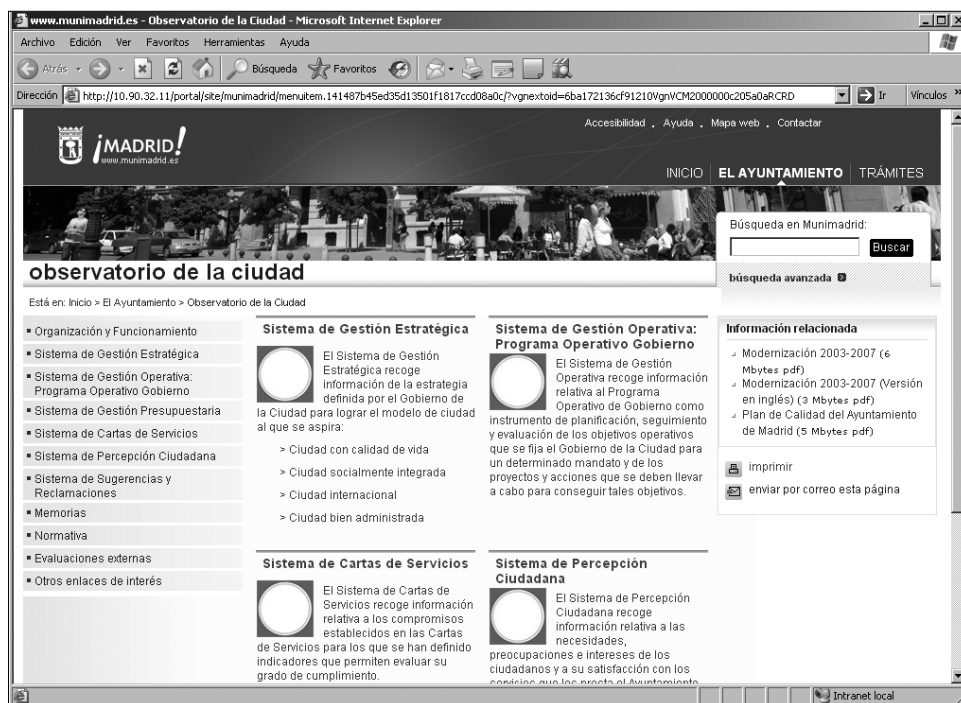 www.munimadrid.es - Observatorio de la Ciudad - Microsoft Internet Explorer
Archivo Edición Ver Favoritos Herramientas Ayuda
Atrás Búsqueda Favoritos
Dirección http://10.90.32.11/portal/site/munimadrid/menuitem.141487b45ed35d13501f1817ccd08a0c/?vgnextoid=6ba172136cf91210VgnVCM2000000c205a0aRCRD Ir Vínculos »
Accesibilidad . Ayuda . Mapa web . Contactar
¡MADRID!
www.munimadrid.es
INICIO EL AYUNTAMIENTO TRÁMITES
Búsqueda en Munimadrid:
Buscar
búsqueda avanzada
observatorio de la ciudad
Está en: Inicio > El Ayuntamiento > Observatorio de la Ciudad
Organización y Funcionamiento
Sistema de Gestión Estratégica
Sistema de Gestión Operativa:
Programa Operativo Gobierno
Sistema de Gestión Presupuestaria
Sistema de Cartas de Servicios
Sistema de Percepción Ciudadana
Sistema de Sugerencias y
Reclamaciones
Memorias
Normativa
Evaluaciones externas
Otros enlaces de interés
Sistema de Gestión Estratégica
El Sistema de Gestión
Estratégica recoge
información de la estrategia
definida por el Gobierno de
la Ciudad para lograr el modelo de ciudad
al que se aspira:
> Ciudad con calidad de vida
> Ciudad socialmente integrada
> Ciudad internacional
> Ciudad bien administrada
Sistema de Gestión Operativa:
Programa Operativo Gobierno
El Sistema de Gestión
Operativa recoge información
relativa al Programa
Operativo de Gobierno como
instrumento de planificación, seguimiento
y evaluación de los objetivos operativos
que se fija el Gobierno de la Ciudad para
un determinado mandato y de los
proyectos y acciones que se deben llevar
a cabo para conseguir tales objetivos.
Sistema de Cartas de Servicios
El Sistema de Cartas de
Servicios recoge información
relativa a los compromisos
establecidos en las Cartas
de Servicios para los que se han definido
indicadores que permiten evaluar su
grado de cumplimiento.
Sistema de Percepción
Ciudadana
El Sistema de Percepción
Ciudadana recoge
información relativa a las
necesidades,
preocupaciones e intereses de los
ciudadanos y a su satisfacción con los
servicios que les presta el Ayuntamiento
Información relacionada
Modernización 2003-2007 (6
Mbytes pdf)
Modernización 2003-2007 (Versión
en inglés) (3 Mbytes pdf)
Plan de Calidad del Ayuntamiento
de Madrid (5 Mbytes pdf)
imprimir
enviar por correo esta página
Intranet local